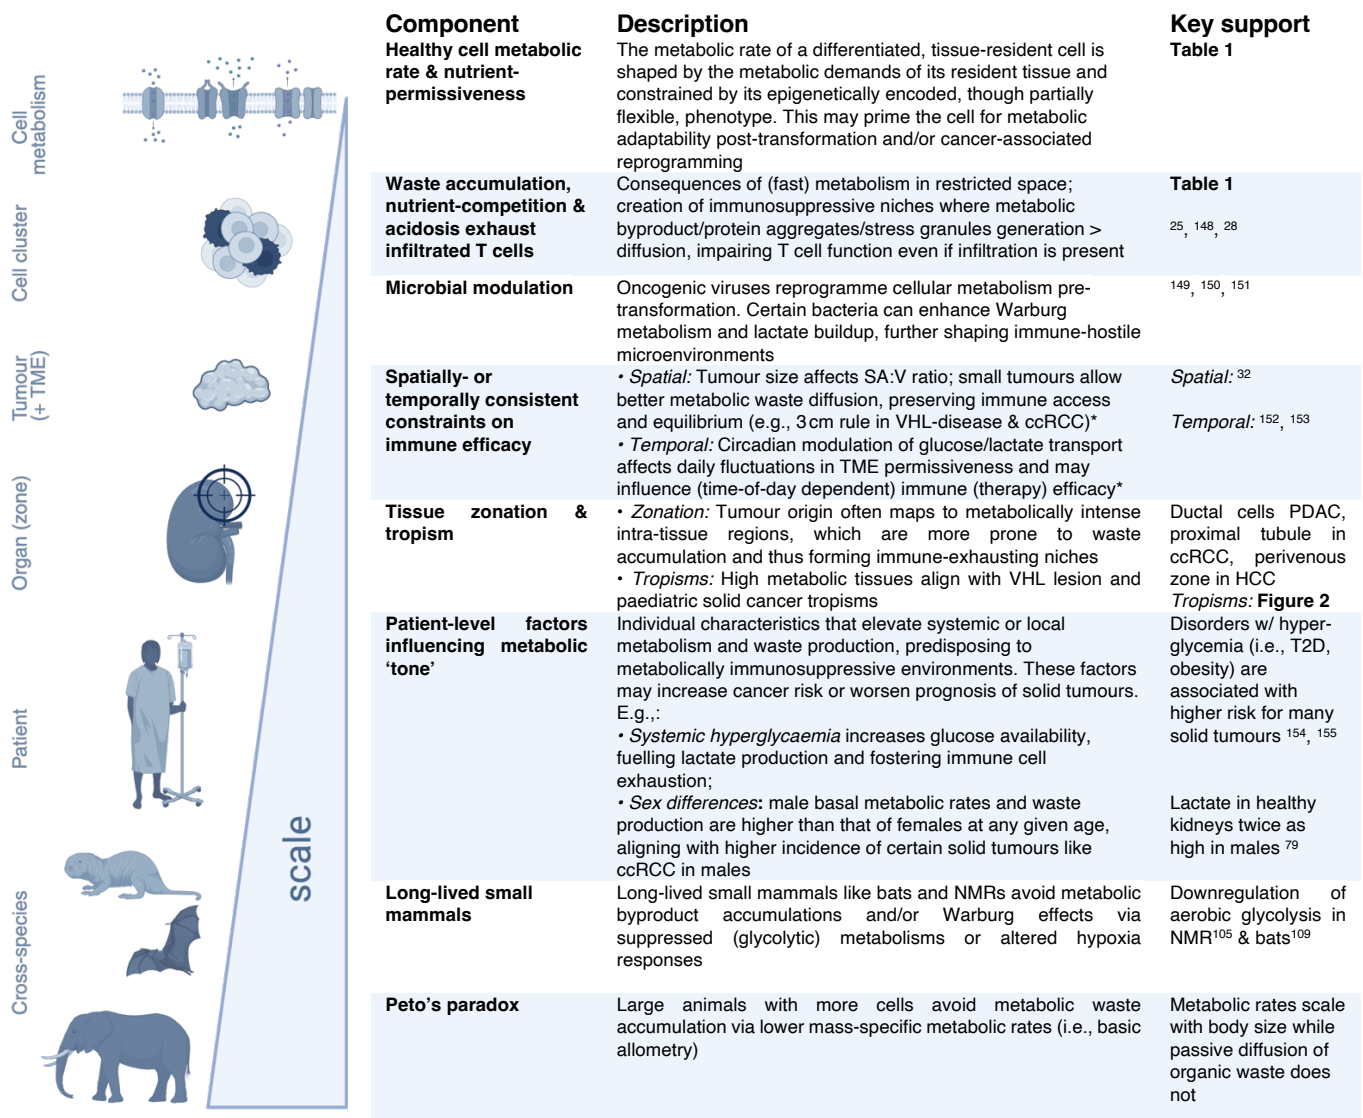 Component
Description
Key support
Cell
metabolism
Healthy cell metabolic
rate & nutrient-
permissiveness
The metabolic rate of a differentiated, tissue-resident cell is
shaped by the metabolic demands of its resident tissue and
constrained by its epigenetically encoded, though partially
flexible, phenotype. This may prime the cell for metabolic
adaptability post-transformation and/or cancer-associated
reprogramming
Table 1
Cell cluster
Waste accumulation,
nutrient-competition &
acidosis exhaust
infiltrated T cells
Consequences of (fast) metabolism in restricted space;
creation of immunosuppressive niches where metabolic
byproduct/protein aggregates/stress granules generation >
diffusion, impairing T cell function even if infiltration is present
Table 1
25, 148, 28
Microbial modulation
Oncogenic viruses reprogramme cellular metabolism pre-
transformation. Certain bacteria can enhance Warburg
metabolism and lactate buildup, further shaping immune-hostile
microenvironments
149, 150, 151
Tumour
(+ TME)
Spatially- or
temporally consistent
constraints on
immune efficacy
• Spatial: Tumour size affects SA:V ratio; small tumours allow
better metabolic waste diffusion, preserving immune access
and equilibrium (e.g., 3 cm rule in VHL-disease & ccRCC)*
• Temporal: Circadian modulation of glucose/lactate transport
affects daily fluctuations in TME permissiveness and may
influence (time-of-day dependent) immune (therapy) efficacy*
Spatial: 32
Temporal: 152, 153
Organ (zone)
Tissue zonation &
tropism
• Zonation: Tumour origin often maps to metabolically intense
intra-tissue regions, which are more prone to waste
accumulation and thus forming immune-exhausting niches
• Tropisms: High metabolic tissues align with VHL lesion and
paediatric solid cancer tropisms
Ductal cells PDAC,
proximal tubule in
ccRCC, perivenous
zone in HCC
Tropisms: Figure 2
Patient
Patient-level factors
influencing metabolic
‘tone’
Individual characteristics that elevate systemic or local
metabolism and waste production, predisposing to
metabolically immunosuppressive environments. These factors
may increase cancer risk or worsen prognosis of solid tumours.
E.g.,:
• Systemic hyperglycaemia increases glucose availability,
fuelling lactate production and fostering immune cell
exhaustion;
• Sex differences: male basal metabolic rates and waste
production are higher than that of females at any given age,
aligning with higher incidence of certain solid tumours like
ccRCC in males
Disorders w/ hyper-
glycemia (i.e., T2D,
obesity) are
associated with
higher risk for many
solid tumours 154, 155
Lactate in healthy
kidneys twice as
high in males 79
scale
Cross-species
Long-lived small
mammals
Long-lived small mammals like bats and NMRs avoid metabolic
byproduct accumulations and/or Warburg effects via
suppressed (glycolytic) metabolisms or altered hypoxia
responses
Downregulation of
aerobic glycolysis in
NMR105 & bats109
Peto’s paradox
Large animals with more cells avoid metabolic waste
accumulation via lower mass-specific metabolic rates (i.e., basic
allometry)
Metabolic rates scale
with body size while
passive diffusion of
organic waste does
not